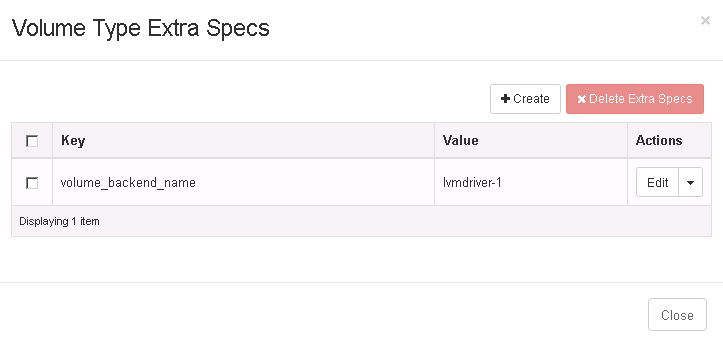 Volume Type Extra Specs
×
+ Create
× Delete Extra Specs
Key Value Actions
volume_backend_name lvmdriver-1 Edit
Displaying 1 item
Close